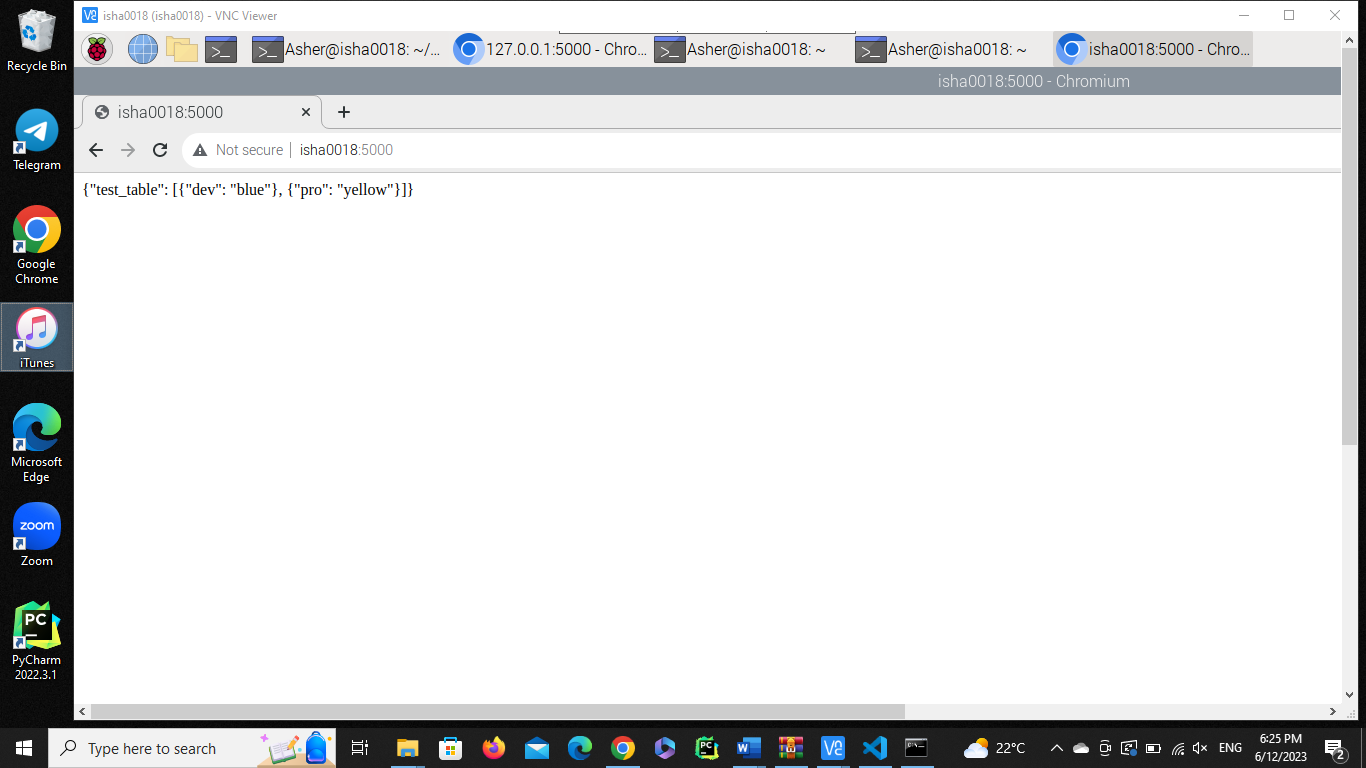 isha0018 (isha0018) - VNC Viewer
Asher@isha0018: ~/...
127.0.0.1:5000 - Chro...
Asher@isha0018: ~
Asher@isha0018: ~
isha0018:5000 - Chro...
isha0018:5000 - Chromium
isha0018:5000
Not secure
isha0018:5000
{"test_table": [{"dev": "blue"}, {"pro": "yellow"}]}
Recycle Bin
Telegram
Google
Chrome
iTunes
Microsoft
Edge
zoom
Zoom
PC
PyCharm
2022.3.1
Type here to search
22°C
ENG
6:25 PM
6/12/2023
2